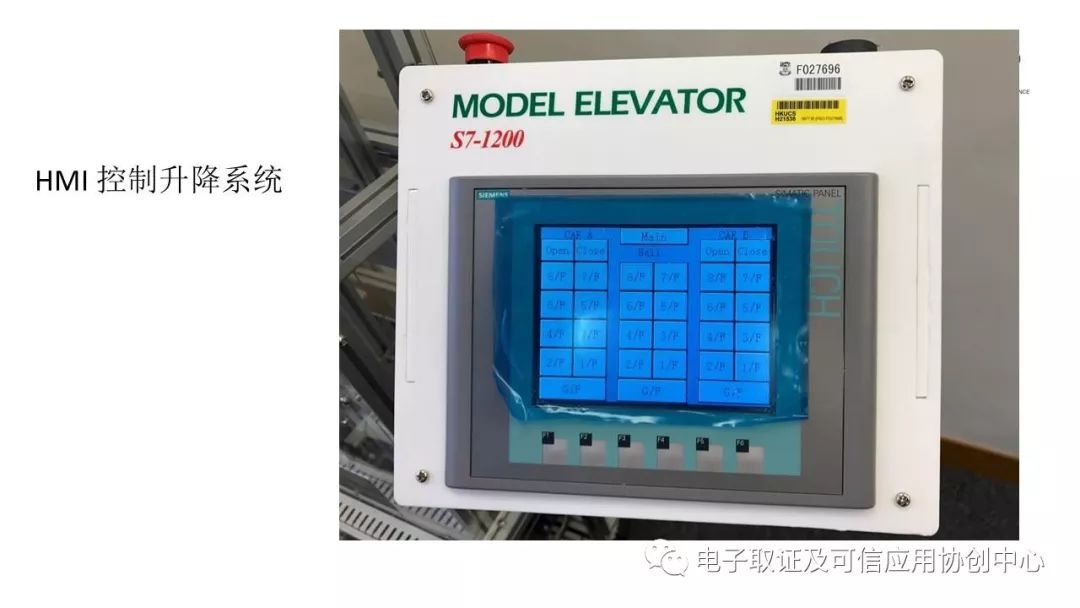 HMI 控制升降系统
F027696
MODEL ELEVATOR
HKUCS
H21538
S7-1200
SIEMENS
SIMATIC PANEL
TOUCH
CAR A
Main
CAR B
Open Close
Hall
Open Close
8/F 7/F
8/F 7/F
8/F 7/F
6/F 5/F
6/F 5/F
6/F 5/F
4/F 3/F
4/F 3/F
4/F 3/F
2/F 1/F
2/F 1/F
2/F 1/F
G/F
G/F
G/F
F1 F2 F3 F4 F5 F6
电子取证及可信应用协创中心